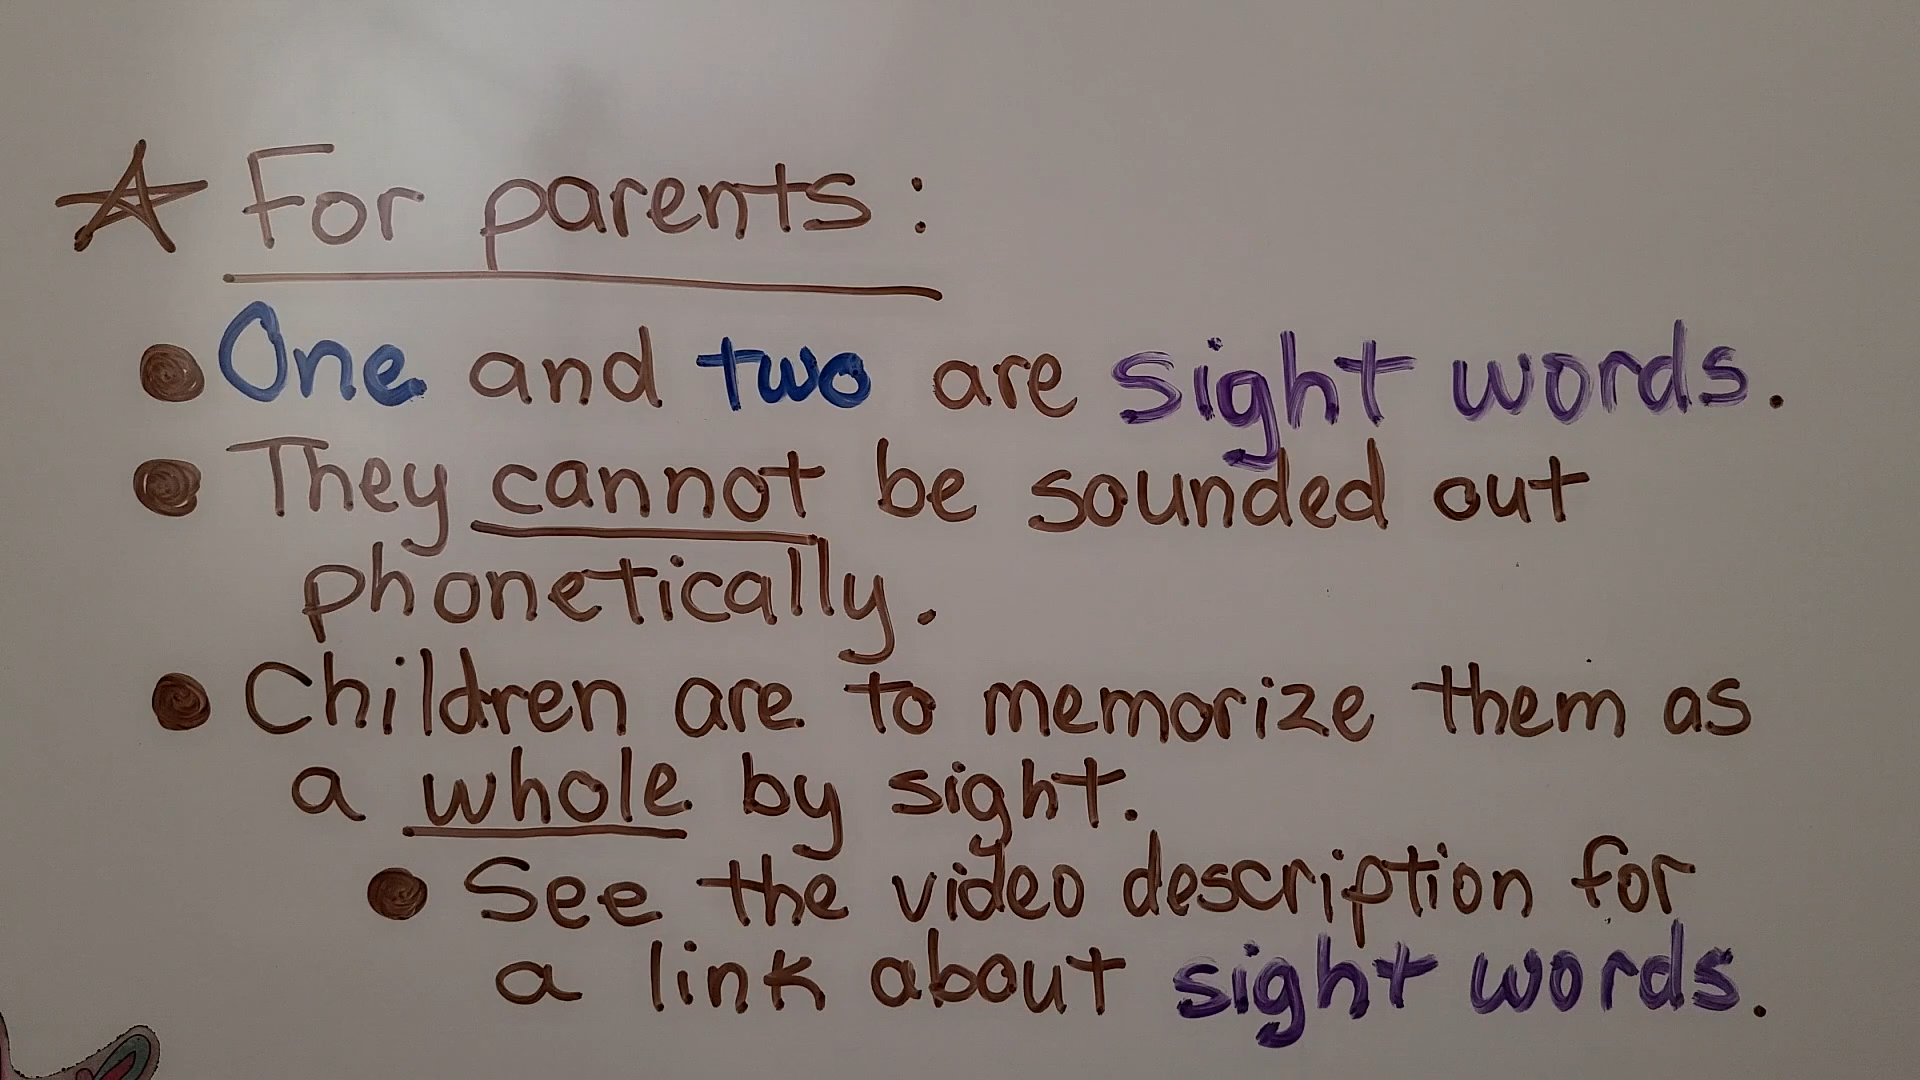 ☆ For parents:
● One and two are sight words.
● They cannot be sounded out
phonetically.
● Children are to memorize them as
a whole by sight.
● See the video description for
a link about sight words.